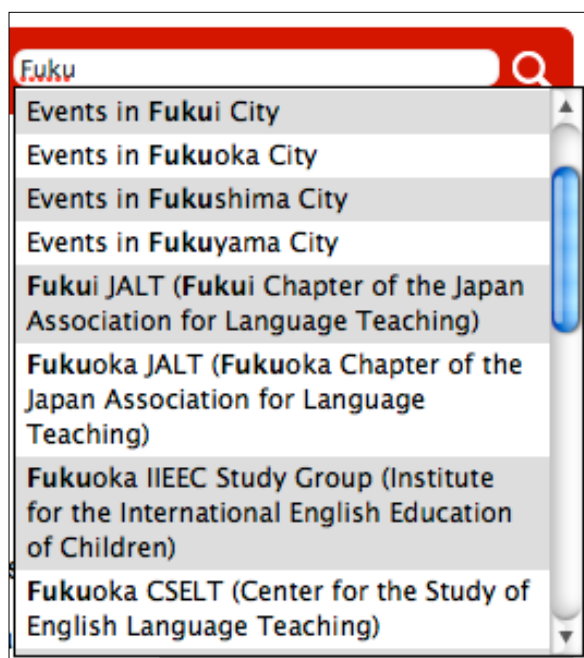 Fuku
Events in Fukui City
Events in Fukuoka City
Events in Fukushima City
Events in Fukuyama City
Fukui JALT (Fukui Chapter of the Japan
Association for Language Teaching)
Fukuoka JALT (Fukuoka Chapter of the
Japan Association for Language
Teaching)
Fukuoka IIEEC Study Group (Institute
for the International English Education
of Children)
Fukuoka CSELT (Center for the Study of
English Language Teaching)